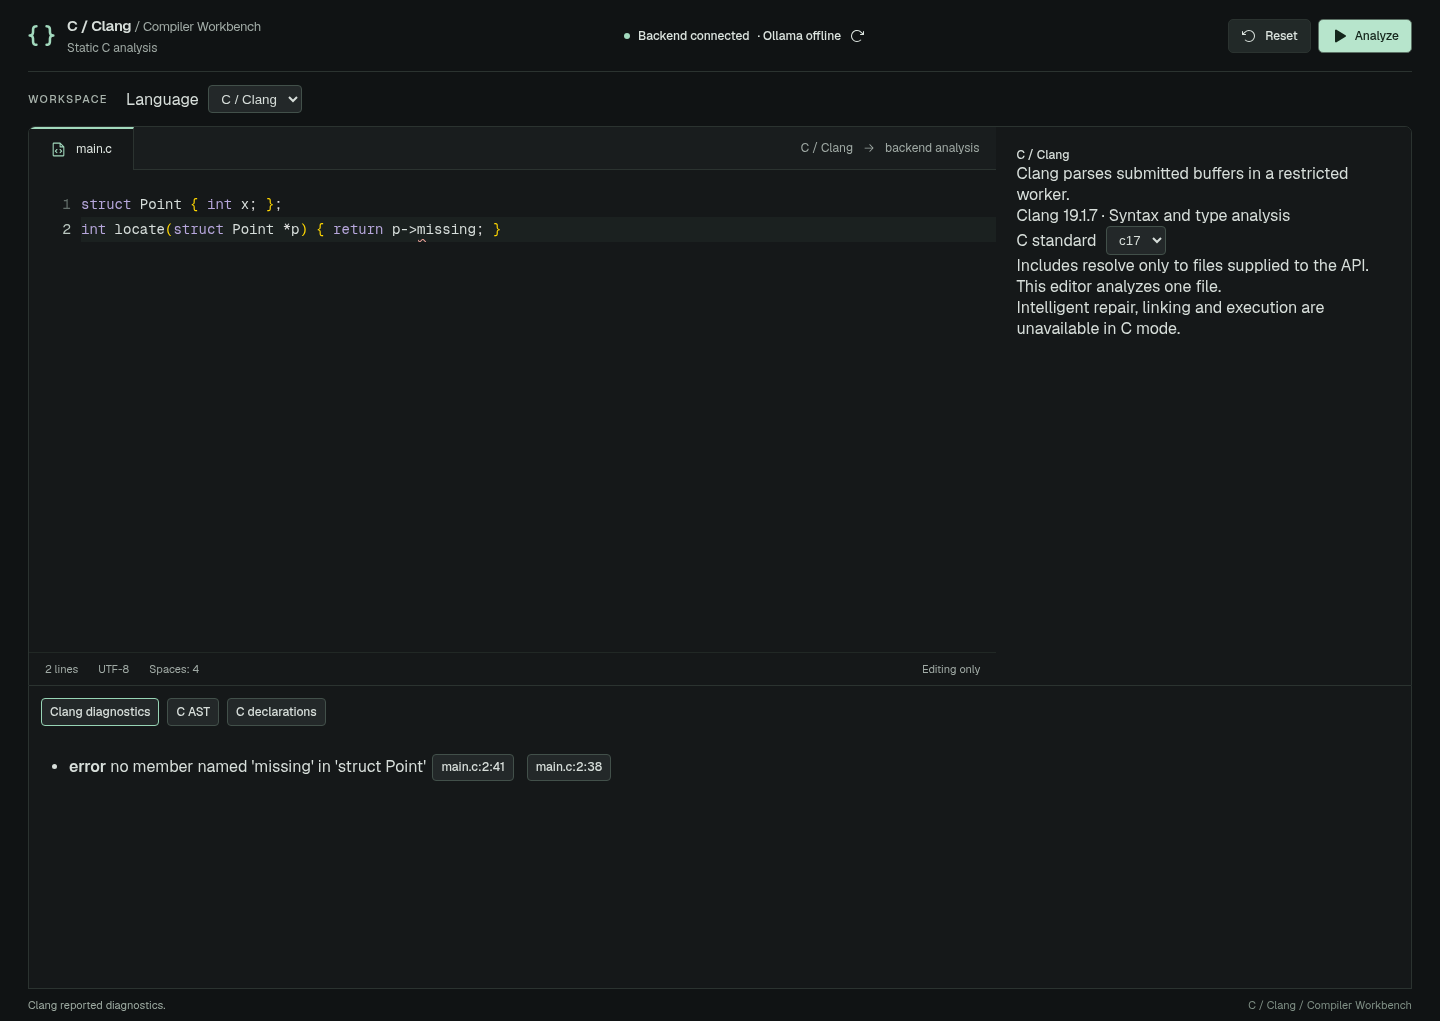 C / Clang / Compiler Workbench
Static C analysis
Backend connected · Ollama offline
Reset
Analyze
WORKSPACE Language C / Clang
main.c
C / Clang → backend analysis
1 struct Point { int x; };
2 int locate(struct Point *p) { return p->missing; }
2 lines UTF-8 Spaces: 4
Editing only
C / Clang
Clang parses submitted buffers in a restricted
worker.
Clang 19.1.7 · Syntax and type analysis
C standard c17
Includes resolve only to files supplied to the API.
This editor analyzes one file.
Intelligent repair, linking and execution are
unavailable in C mode.
Clang diagnostics C AST C declarations
• error no member named 'missing' in 'struct Point' main.c:2:41 main.c:2:38
Clang reported diagnostics.
C / Clang / Compiler Workbench